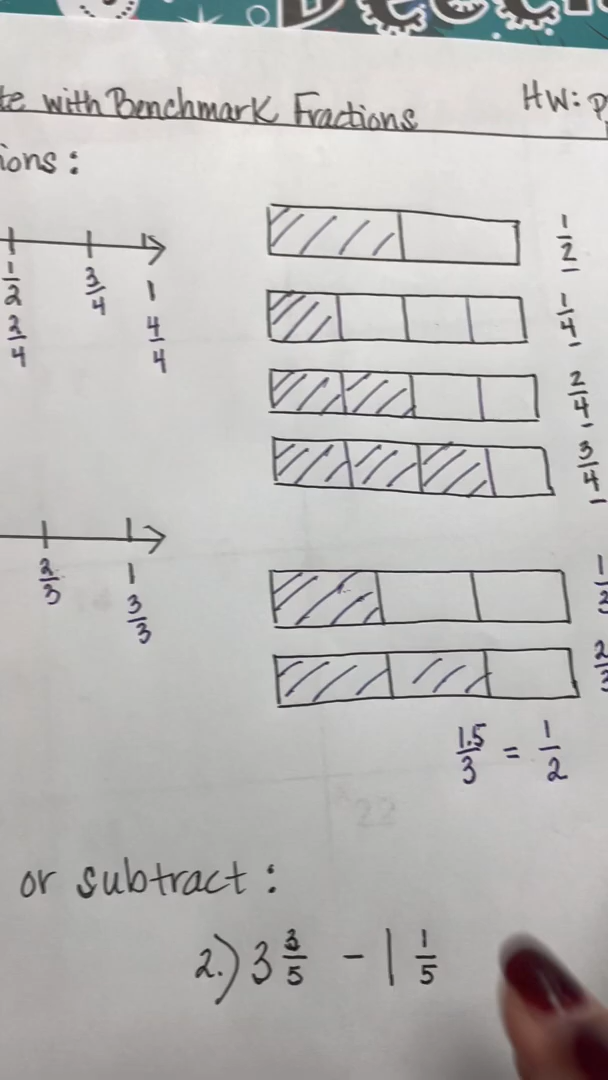 with Benchmark Fractions
HW:
1/2
1/2
2/4
3/4
1
4/4
1/4
2/4
3/4
2/3
1
3/3
1.5/3 = 1/2
or subtract:
2.) 3 3/5 - 1 1/5